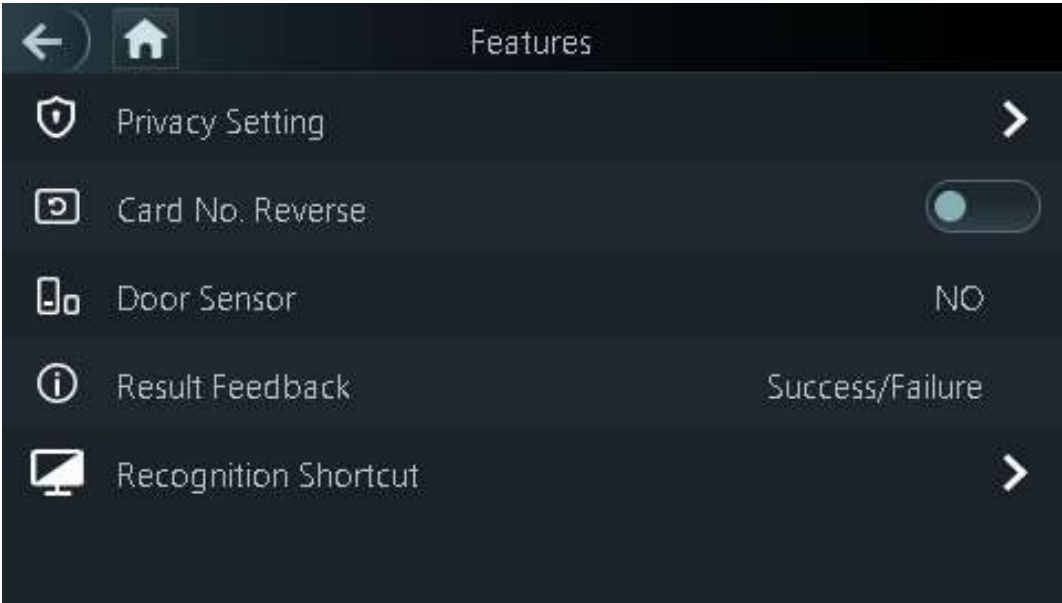 Features
Privacy Setting
Card No. Reverse
Door Sensor NO
Result Feedback Success/Failure
Recognition Shortcut